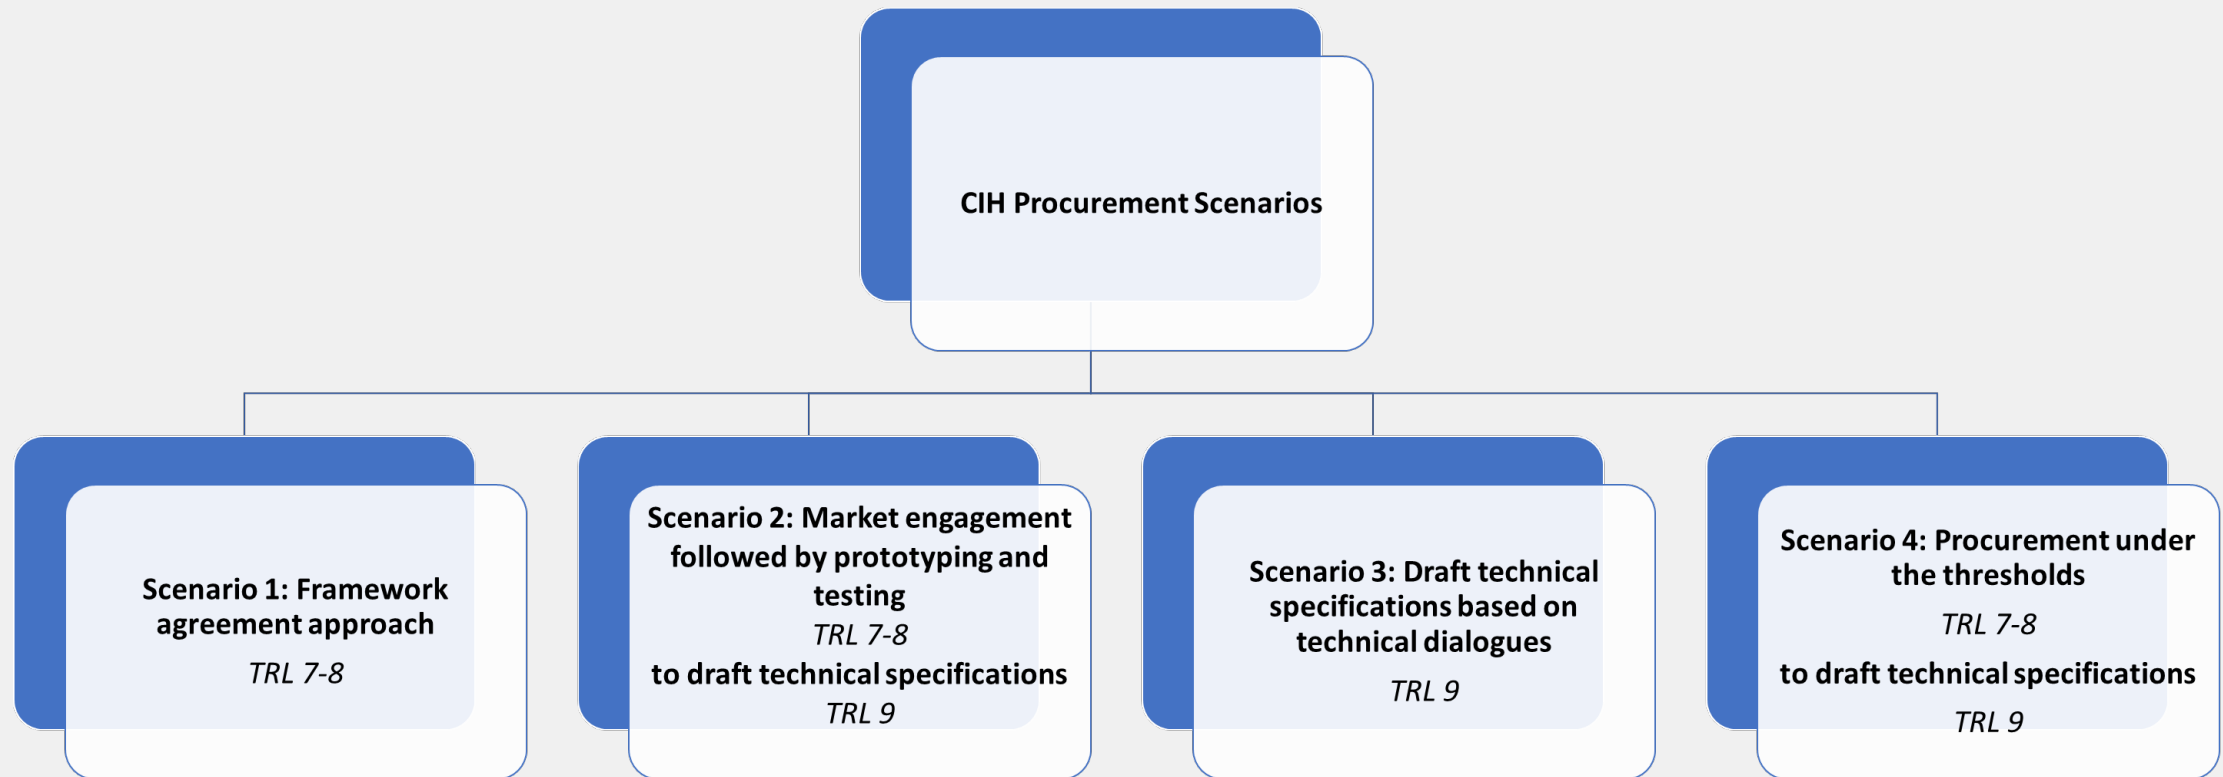 CIH Procurement Scenarios
Scenario 1: Framework
agreement approach
TRL 7-8
Scenario 2: Market engagement
followed by prototyping and
testing
TRL 7-8
to draft technical specifications
TRL 9
Scenario 3: Draft technical
specifications based on
technical dialogues
TRL 9
Scenario 4: Procurement under
the thresholds
TRL 7-8
to draft technical specifications
TRL 9